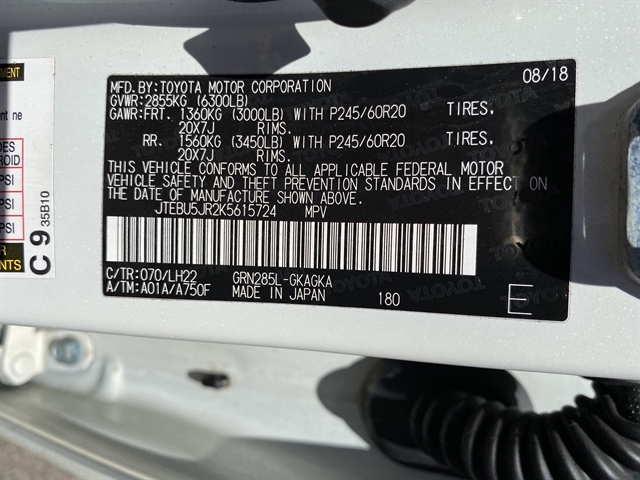 MFD.BY:TOYOTA MOTOR CORPORATION 08/18
GVWR:2855KG (6300LB)
GAWR:FRT. 1360KG (3000LB) WITH P245/60R20 TIRES,
20X7J RIMS.
RR. 1560KG (3450LB) WITH P245/60R20 TIRES,
20X7J RIMS.
THIS VEHICLE CONFORMS TO ALL APPLICABLE FEDERAL MOTOR
VEHICLE SAFETY AND THEFT PREVENTION STANDARDS IN EFFECT ON
THE DATE OF MANUFACTURE SHOWN ABOVE.
JTEBU5JR2K5615724 MPV
C/TR:070/LH22 GRN285L-GKAGKA
A/TM:A01A/A750F MADE IN JAPAN 180
E
C 9
35B10
PSI
PSI